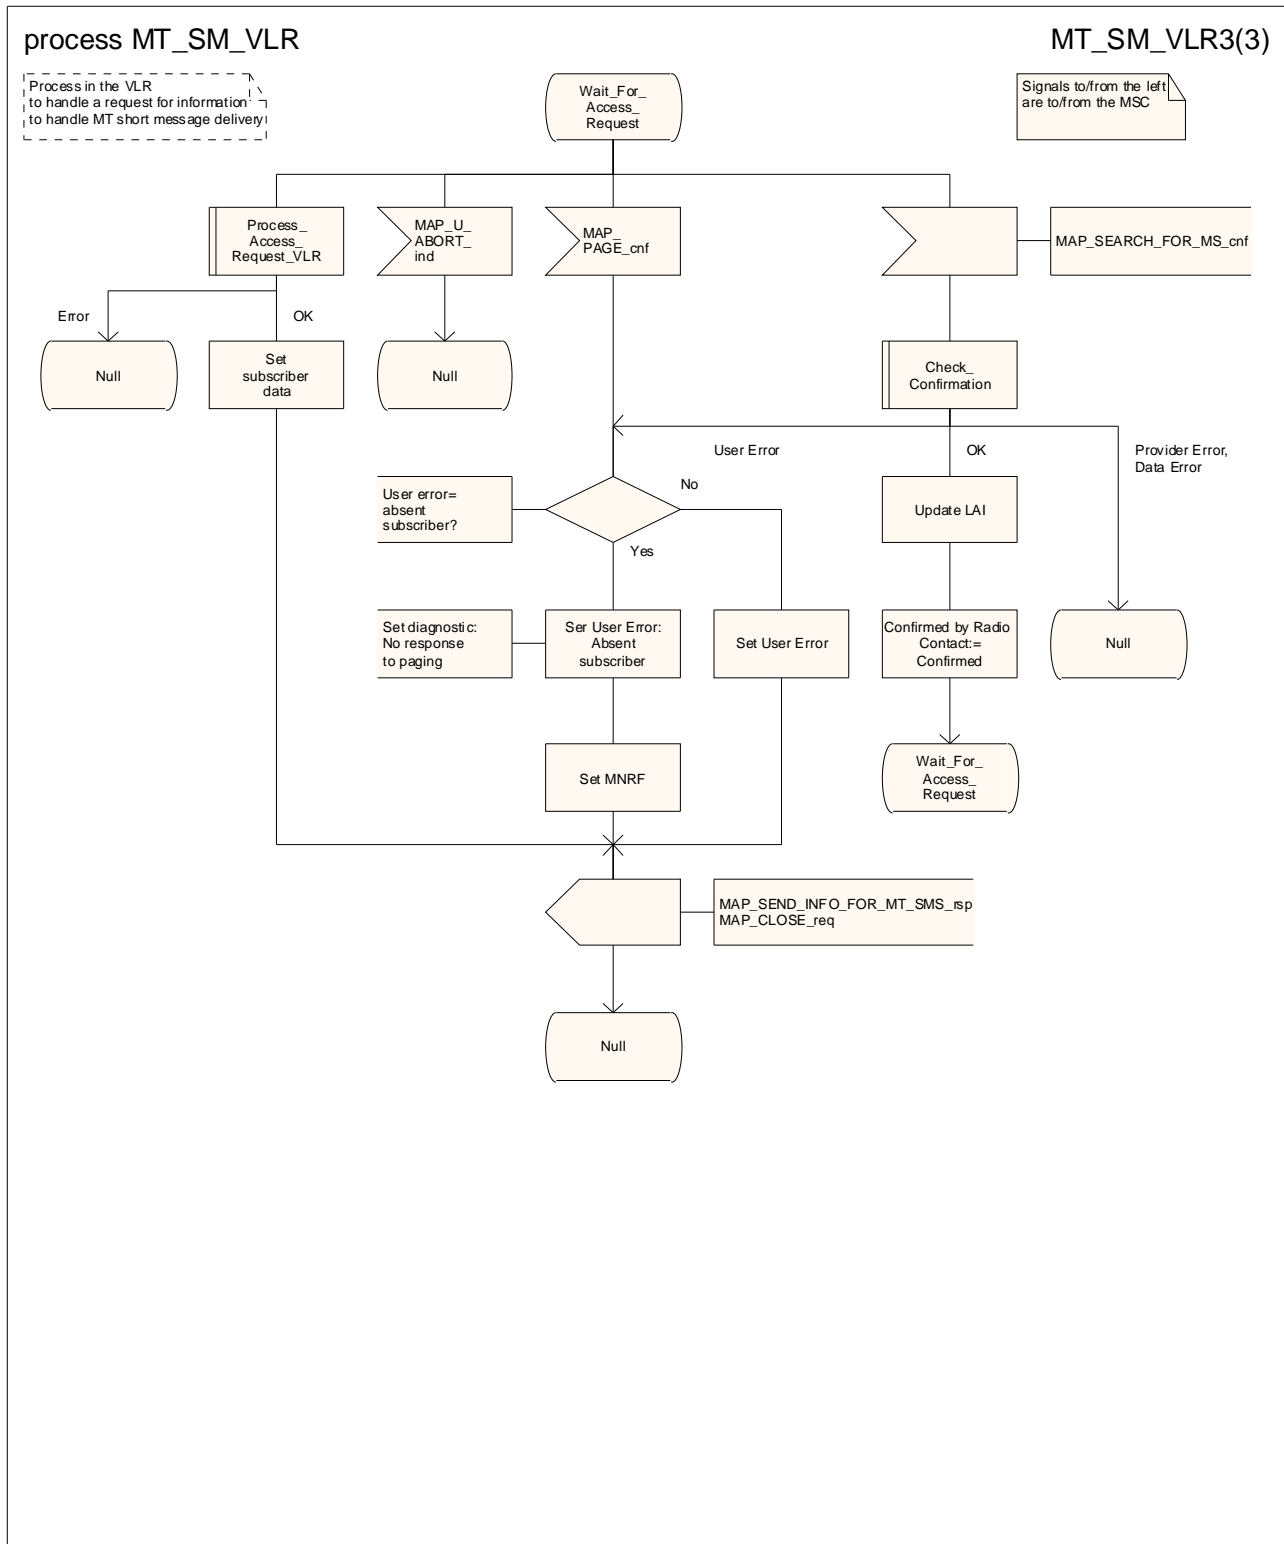 process MT_SM_VLR
MT_SM_VLR3(3)
Process in the VLR
to handle a request for information
to handle MT short message delivery
Wait_For_
Access_
Request
Signals to/from the left
are to/from the MSC
Process_
Access_
Request_VLR
MAP_U_
ABORT_
ind
MAP_
PAGE_cnf
MAP_SEARCH_FOR_MS_cnf
Error
OK
Null
Set
subscriber
data
Null
Check_
Confirmation
User Error
OK
Provider Error,
Data Error
User error=
absent
subscriber?
No
Yes
Update LAI
Set diagnostic:
No response
to paging
Ser User Error:
Absent
subscriber
Set User Error
Confirmed by Radio
Contact:=
Confirmed
Null
Set MNRF
Wait_For_
Access_
Request
MAP_SEND_INFO_FOR_MT_SMS_rsp
MAP_CLOSE_req
Null